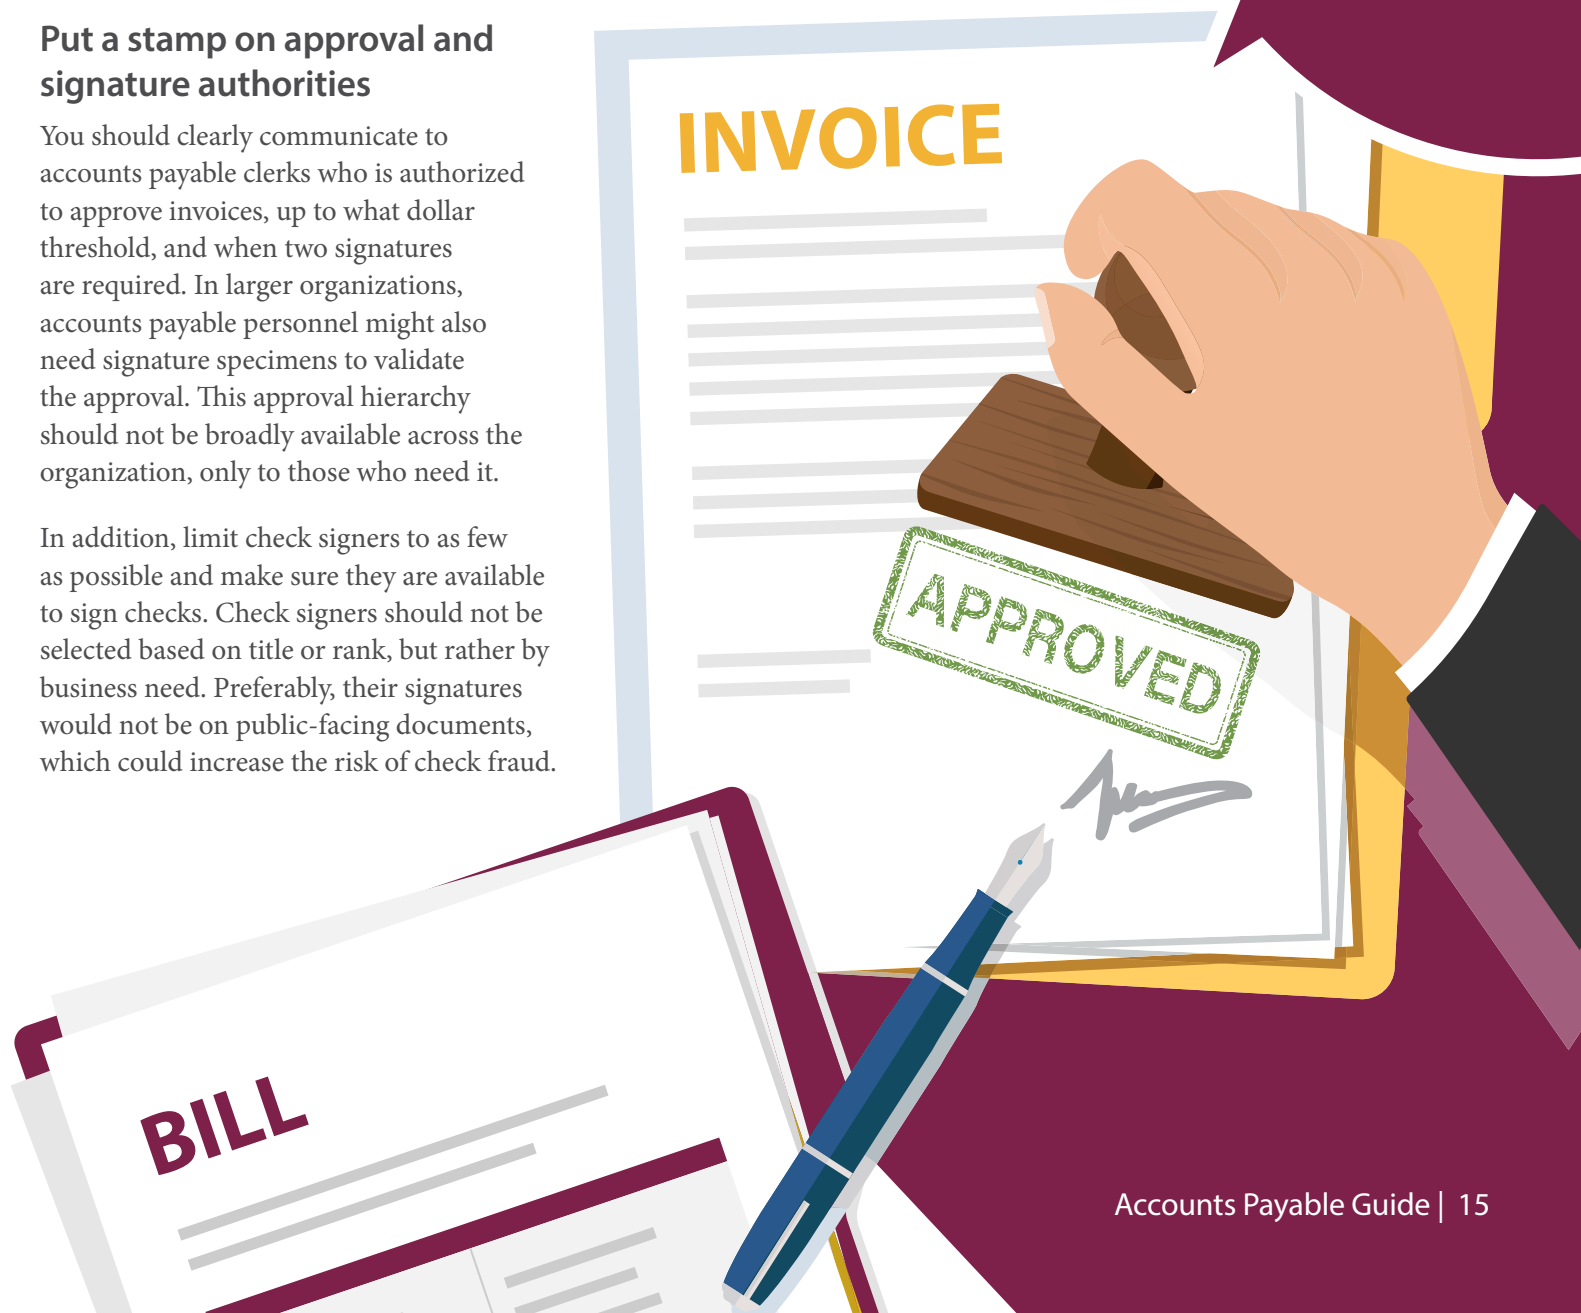 Put a stamp on approval and
signature authorities
You should clearly communicate to
accounts payable clerks who is authorized
to approve invoices, up to what dollar
threshold, and when two signatures
are required. In larger organizations,
accounts payable personnel might also
need signature specimens to validate
the approval. This approval hierarchy
should not be broadly available across the
organization, only to those who need it.
In addition, limit check signers to as few
as possible and make sure they are available
to sign checks. Check signers should not be
selected based on title or rank, but rather by
business need. Preferably, their signatures
would not be on public-facing documents,
which could increase the risk of check fraud.
INVOICE
APPROVED
BILL
Accounts Payable Guide | 15